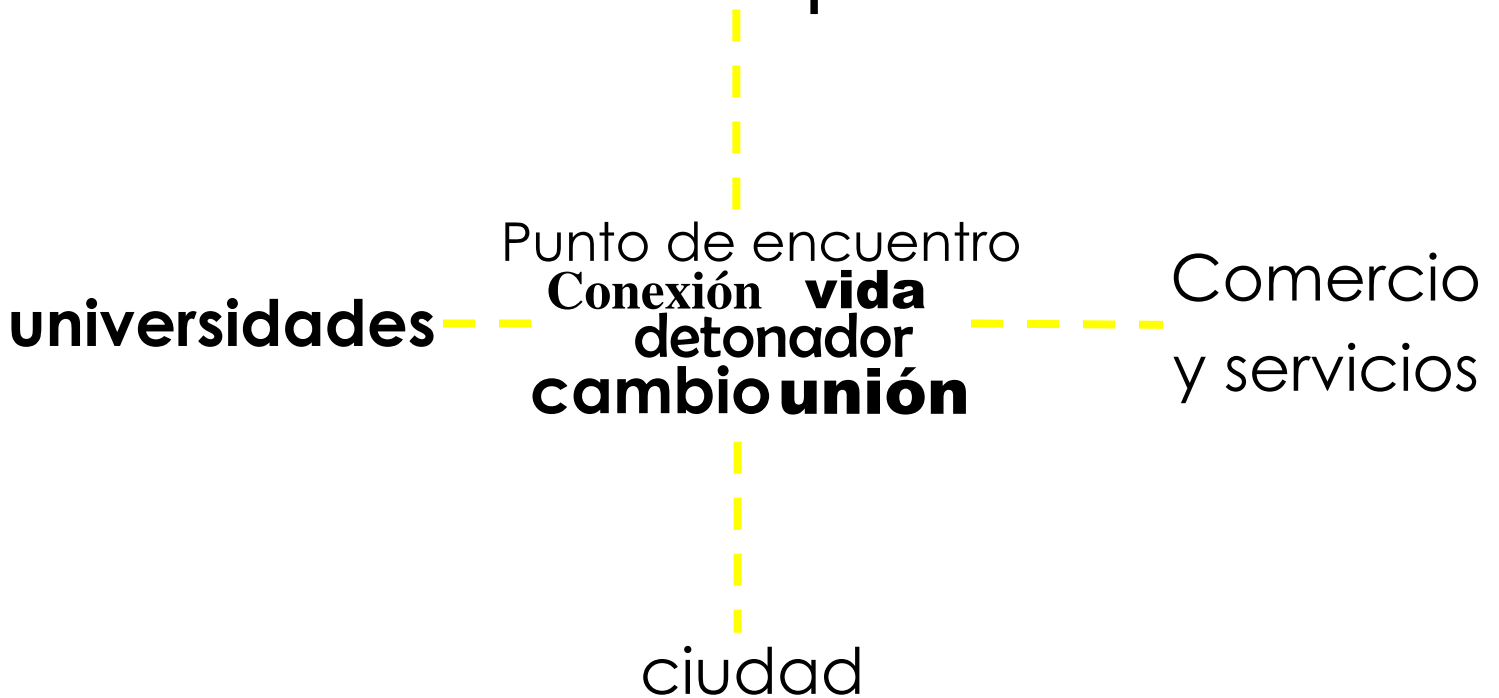 Punto de encuentro
Conexión vida
detonador
cambio unión
universidades
Comercio
y servicios
ciudad